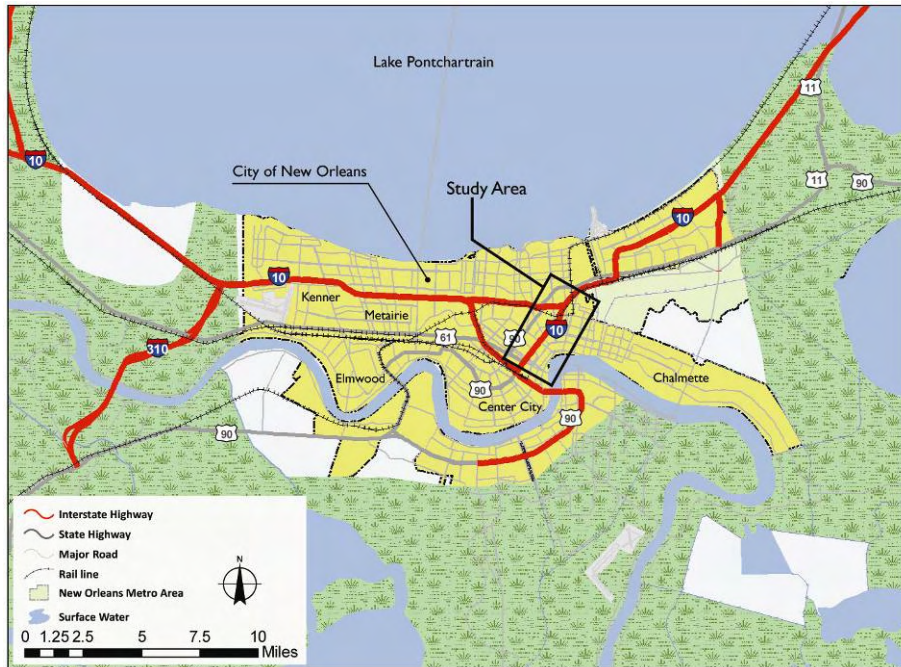 Lake Pontchartrain
11
10
City of New Orleans
Study Area
11
90
10
10
Kenner
Metairie
61
90
10
310
Elmwood
90
Chalmette
Center City
90
90
Interstate Highway
State Highway
Major Road
Rail line
New Orleans Metro Area
Surface Water
N
0 1.25 2.5 5 7.5 10
Miles